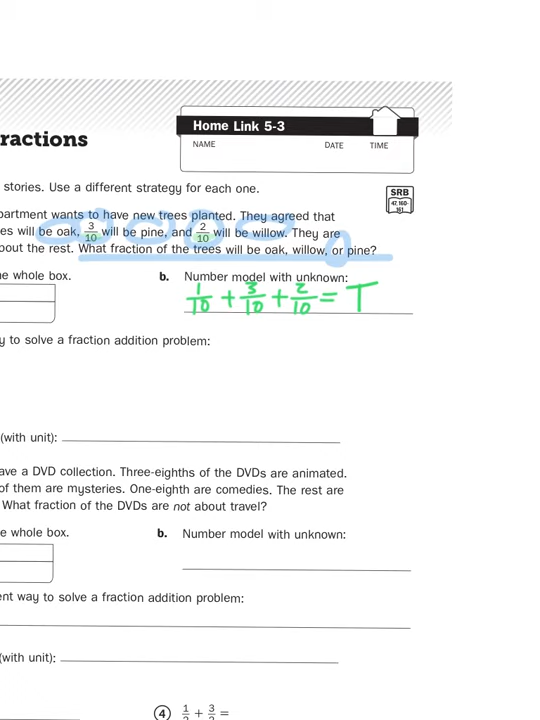 Home Link 5-3
ractions
NAME DATE TIME
stories. Use a different strategy for each one.
SRB
47, 160-
161
partment wants to have new trees planted. They agreed that
es will be oak, 3/10 will be pine, and 2/10 will be willow. They are
bout the rest. What fraction of the trees will be oak, willow, or pine?
e whole box. b. Number model with unknown:
1/10 + 3/10 + 2/10 = T
y to solve a fraction addition problem:
(with unit):
ave a DVD collection. Three-eighths of the DVDs are animated.
of them are mysteries. One-eighth are comedies. The rest are
What fraction of the DVDs are not about travel?
e whole box. b. Number model with unknown:
ent way to solve a fraction addition problem:
(with unit):
4 1/2 + 3/2 =